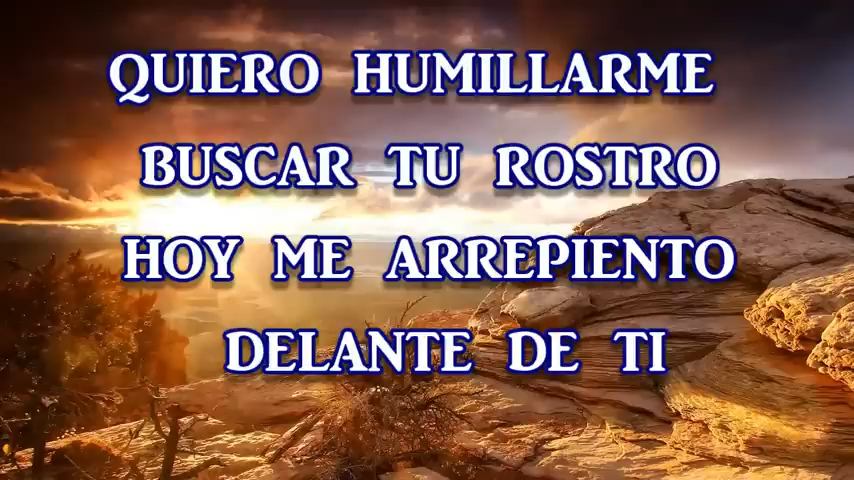 QUIERO HUMILLARME
BUSCAR TU ROSTRO
HOY ME ARREPIENTO
DELANTE DE TI